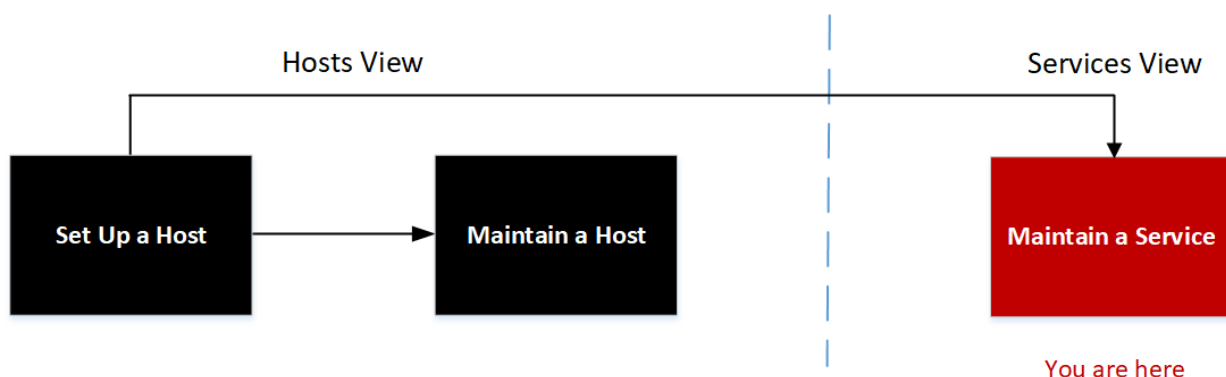 Hosts View
Services View
Set Up a Host
Maintain a Host
Maintain a Service
You are here